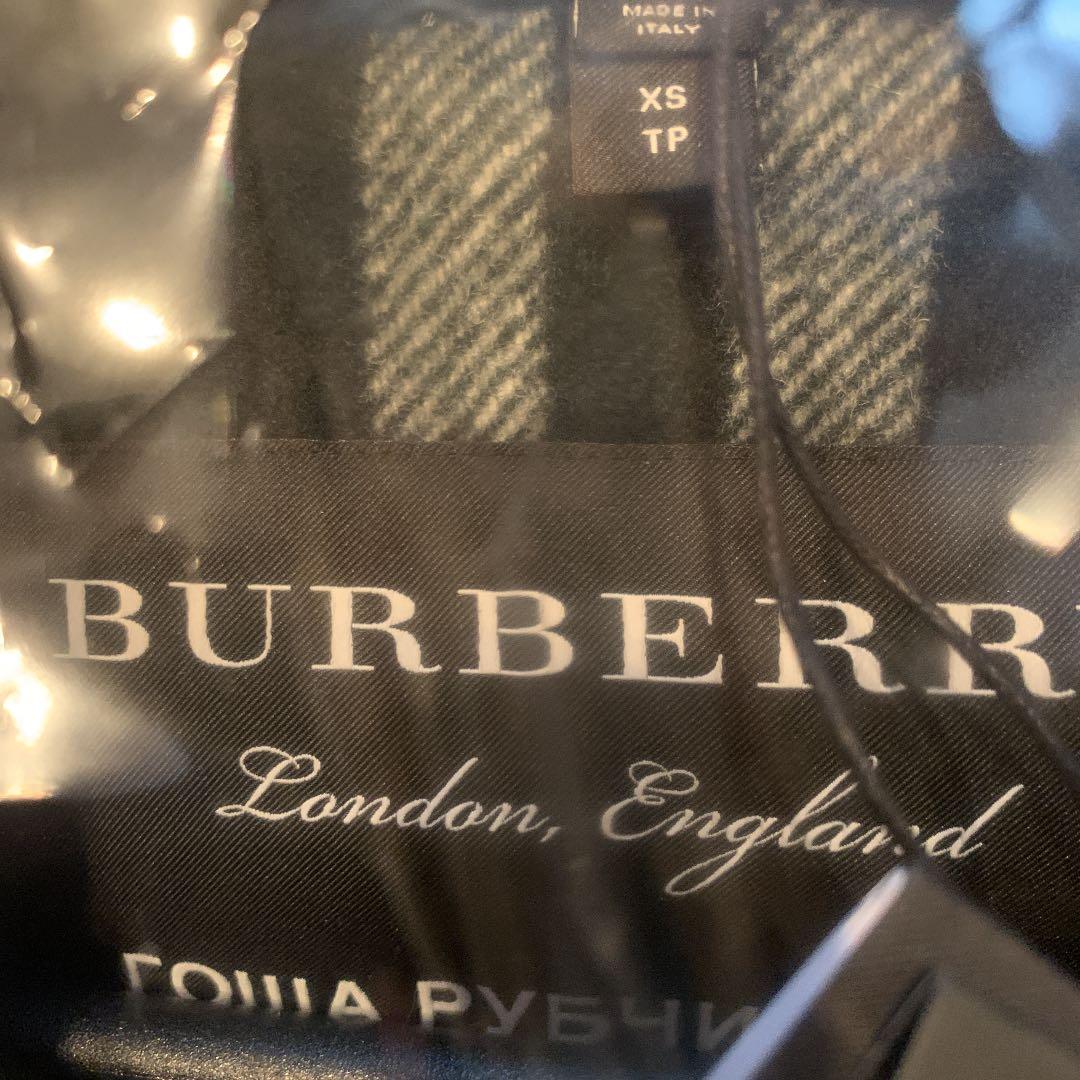 MADE IN
ITALY
XS
TP
BURBERR
London, England
ГОША РУБЧИ